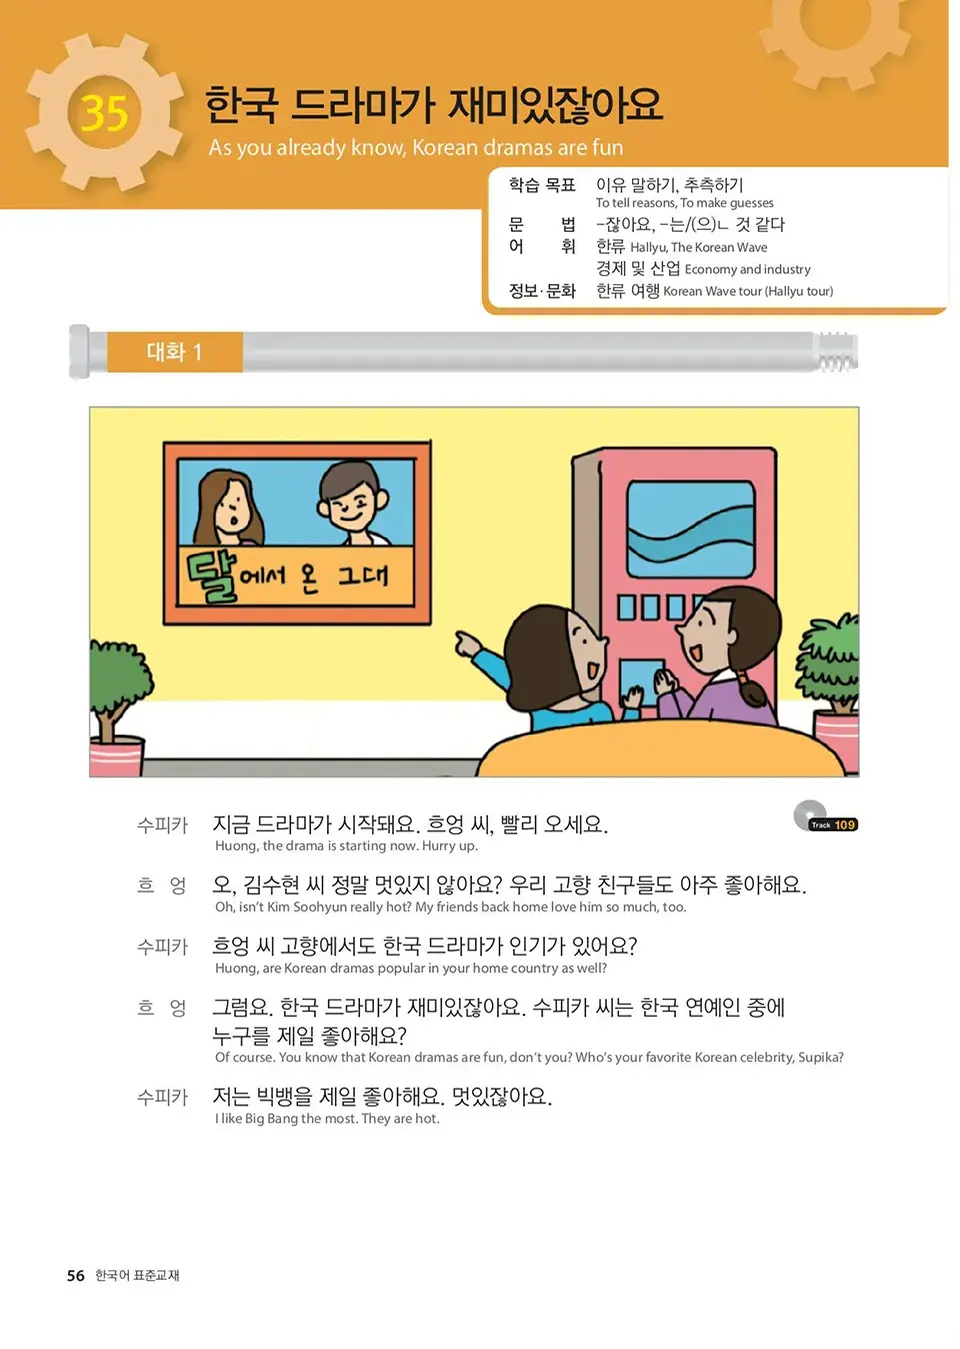 35
한국 드라마가 재미있잖아요
As you already know, Korean dramas are fun
학습 목표 이유 말하기, 추측하기
To tell reasons, To make guesses
문 법 -잖아요, -는/(으)ㄴ 것 같다
어 휘 한류 Hallyu, The Korean Wave
경제 및 산업 Economy and industry
정보·문화 한류 여행 Korean Wave tour (Hallyu tour)
대화 1
달에서 온 그대
Track 109
수피카 지금 드라마가 시작돼요. 흐엉 씨, 빨리 오세요.
Huong, the drama is starting now. Hurry up.
흐 엉 오, 김수현 씨 정말 멋있지 않아요? 우리 고향 친구들도 아주 좋아해요.
Oh, isn't Kim Soohyun really hot? My friends back home love him so much, too.
수피카 흐엉 씨 고향에서도 한국 드라마가 인기가 있어요?
Huong, are Korean dramas popular in your home country as well?
흐 엉 그럼요. 한국 드라마가 재미있잖아요. 수피카 씨는 한국 연예인 중에
누구를 제일 좋아해요?
Of course. You know that Korean dramas are fun, don't you? Who's your favorite Korean celebrity, Supika?
수피카 저는 빅뱅을 제일 좋아해요. 멋있잖아요.
I like Big Bang the most. They are hot.
56 한국어 표준교재